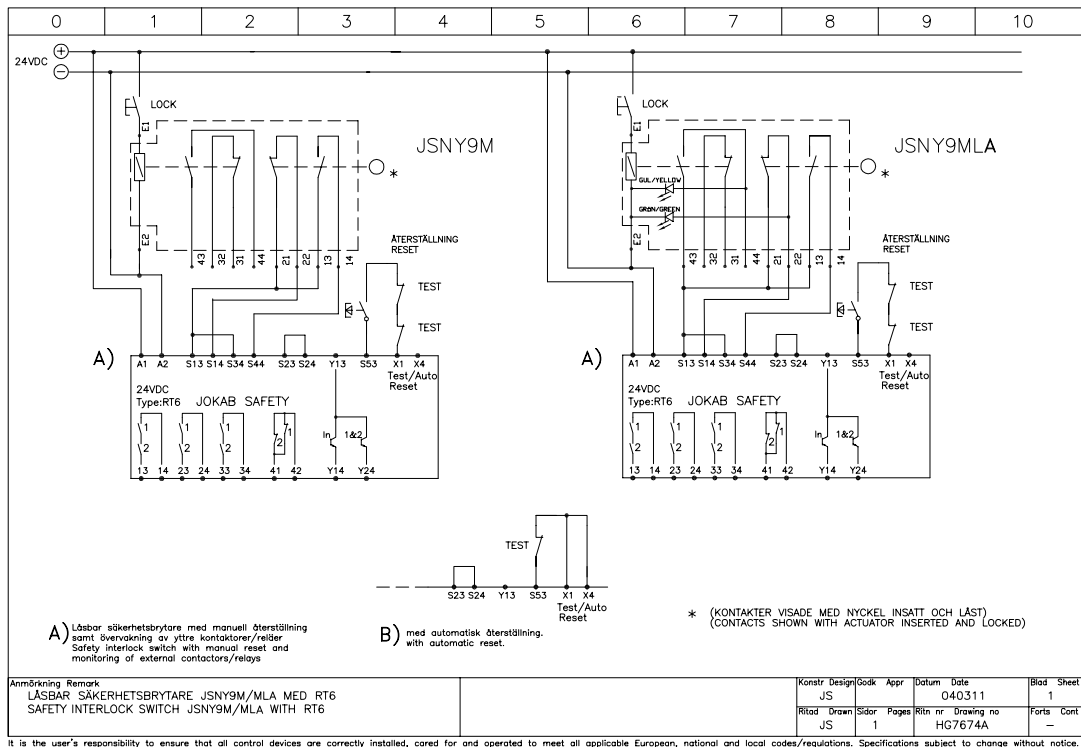 0 1 2 3 4 5 6 7 8 9 10
24VDC + −
LOCK
E1
JSNY9M
*
E2
43 32 31 44 21 22 13 14
ÅTERSTÄLLNING
RESET
TEST
TEST
A)
A1 A2 S13 S14 S34 S44 S23 S24 Y13 S53 X1 X4
Test/Auto
Reset
24VDC
Type:RT6 JOKAB SAFETY
1 1 1 1 In 1&2
2 2 2 2
13 14 23 24 33 34 41 42 Y14 Y24
LOCK
E1
JSNY9MLA
*
GUL/YELLOW
GRÖN/GREEN
E2
43 32 31 44 21 22 13 14
ÅTERSTÄLLNING
RESET
TEST
TEST
A)
A1 A2 S13 S14 S34 S44 S23 S24 Y13 S53 X1 X4
Test/Auto
Reset
24VDC
Type:RT6 JOKAB SAFETY
1 1 1 1 In 1&2
2 2 2 2
13 14 23 24 33 34 41 42 Y14 Y24
TEST
S23 S24 Y13 S53 X1 X4
Test/Auto
Reset
A) Låsbar säkerhetsbrytare med manuell återställning
samt övervakning av yttre kontaktorer/reläer
Safety interlock switch with manual reset and
monitoring of external contactors/relays
B) med automatisk återställning.
with automatic reset.
* (KONTAKTER VISADE MED NYCKEL INSATT OCH LÅST)
(CONTACTS SHOWN WITH ACTUATOR INSERTED AND LOCKED)
Anmörkning Remark
LÅSBAR SÄKERHETSBRYTARE JSNY9M/MLA MED RT6
SAFETY INTERLOCK SWITCH JSNY9M/MLA WITH RT6
Konstr Design Godk Appr Datum Date Blad Sheet
JS 040311 1
Ritad Drawn Sidor Pages Ritn nr Drawing no Forts Cont
JS 1 HG7674A −
It is the user's responsibility to ensure that all control devices are correctly installed, cared for and operated to meet all applicable European, national and local codes/regulations. Specifications subject to change without notice.